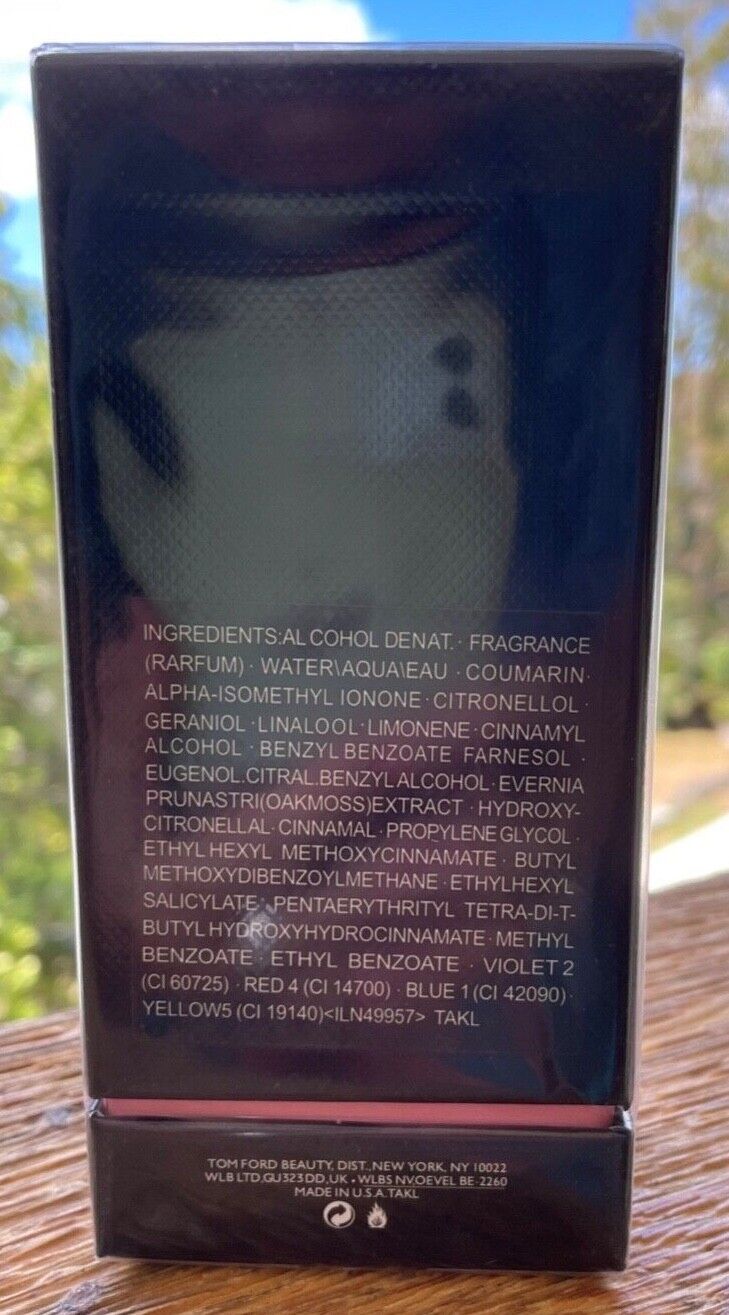 INGREDIENTS:AL COHOL DENAT. · FRAGRANCE
(RARFUM) · WATER\AQUA\EAU · COUMARIN·
ALPHA-ISOMETHYL IONONE · CITRONELLOL ·
GERANIOL · LINALOOL · LIMONENE · CINNAMYL
ALCOHOL · BENZYL BENZOATE FARNESOL ·
EUGENOL.CITRAL.BENZYL ALCOHOL · EVERNIA
PRUNASTRI(OAKMOSS)EXTRACT · HYDROXY-
CITRONELLAL · CINNAMAL · PROPYLENE GLYCOL ·
ETHYL HEXYL METHOXYCINNAMATE · BUTYL
METHOXYDIBENZOYLMETHANE · ETHYLHEXYL
SALICYLATE · PENTAERYTHRITYL TETRA-DI-T-
BUTYL HYDROXYHYDROCINNAMATE · METHYL
BENZOATE · ETHYL BENZOATE · VIOLET 2
(CI 60725) · RED 4 (CI 14700) · BLUE 1 (CI 42090) ·
YELLOW5 (CI 19140)<ILN49957> TAKL
TOM FORD BEAUTY, DIST.,NEW YORK, NY 10022
WLB LTD,GU323DD,UK • WLBS NV.OEVEL BE-2260
MADE IN U.S.A.TAKL